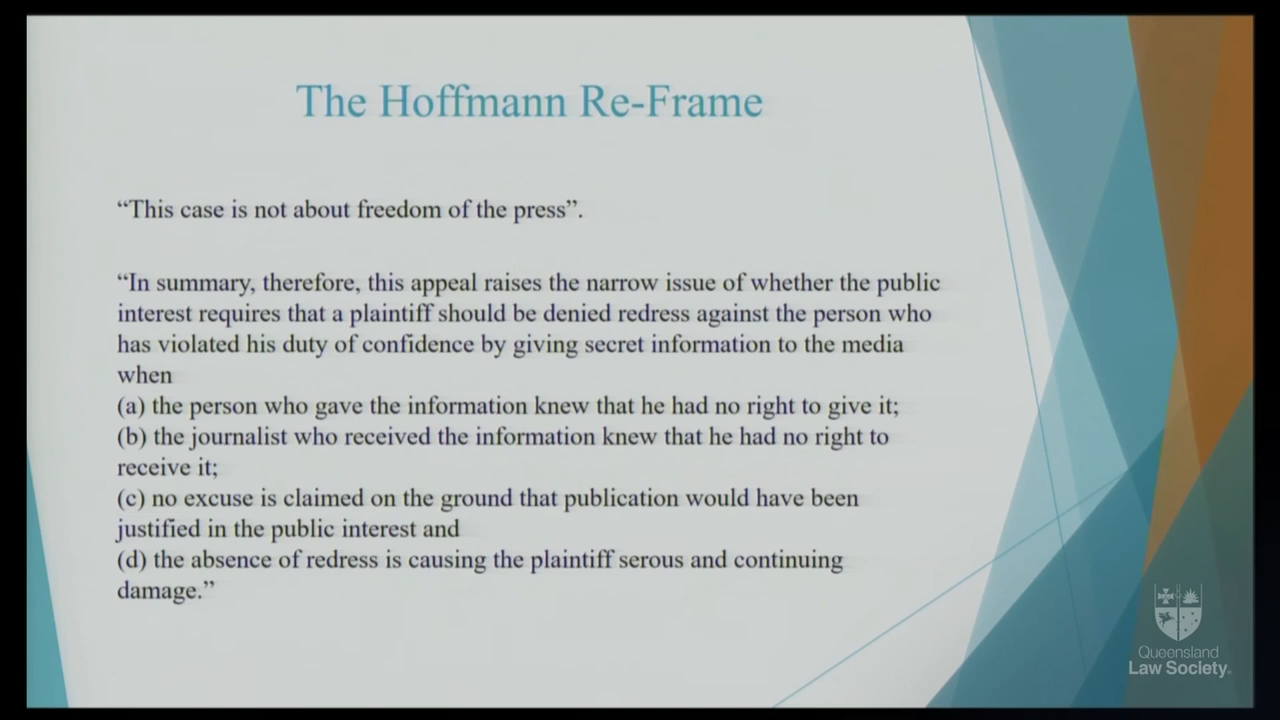 The Hoffmann Re-Frame
“This case is not about freedom of the press”.
“In summary, therefore, this appeal raises the narrow issue of whether the public
interest requires that a plaintiff should be denied redress against the person who
has violated his duty of confidence by giving secret information to the media
when
(a) the person who gave the information knew that he had no right to give it;
(b) the journalist who received the information knew that he had no right to
receive it;
(c) no excuse is claimed on the ground that publication would have been
justified in the public interest and
(d) the absence of redress is causing the plaintiff serous and continuing
damage.”
Queensland
Law Society